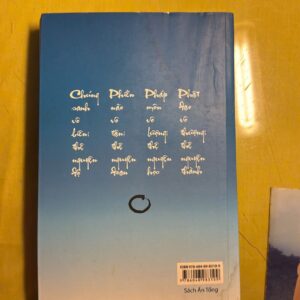 Chúng sanh vô biên thệ nguyện độ
Phiền não vô tận thệ nguyện đoạn
Pháp môn vô lượng thệ nguyện học
Phật đạo vô thượng thệ nguyện thành
Sách Ấn Tống